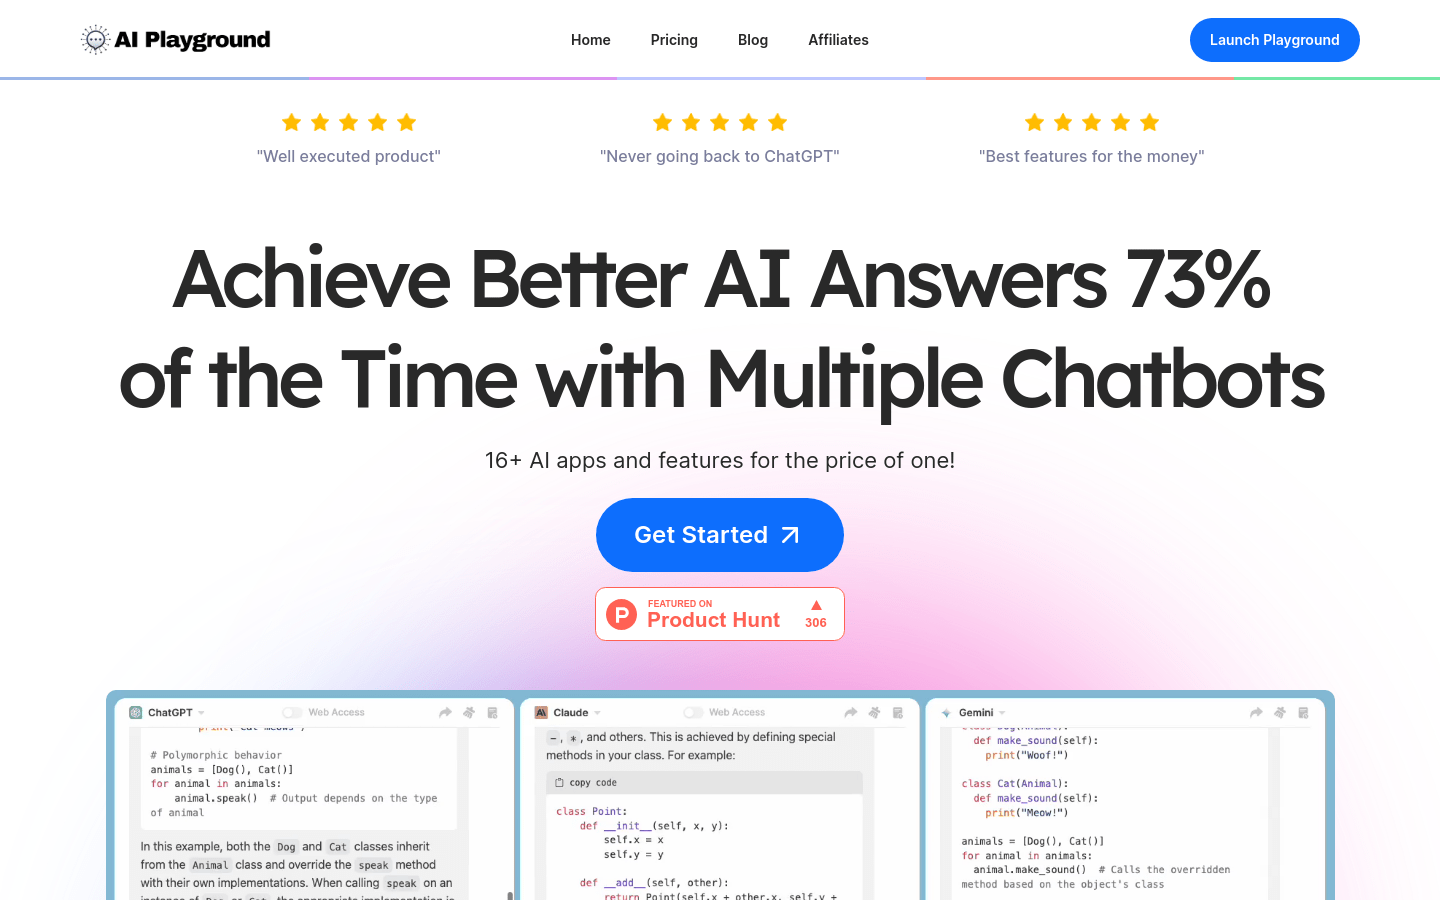 AI Playground
Home
Pricing
Blog
Affiliates
Launch Playground
"Well executed product"
"Never going back to ChatGPT"
"Best features for the money"
Achieve Better AI Answers 73%
of the Time with Multiple Chatbots
16+ AI apps and features for the price of one!
Get Started
FEATURED ON
Product Hunt
306
ChatGPT
Web Access
# Polymorphic behavior
animals = [Dog(), Cat()]
for animal in animals:
animal.speak()  # Output depends on the type
of animal
In this example, both the Dog and Cat classes inherit
from the Animal class and override the speak method
with their own implementations. When calling speak on an
Claude
Web Access
–, *, and others. This is achieved by defining special
methods in your class. For example:
copy code
class Point:
def __init__(self, x, y):
self.x = x
self.y = y
def __add__(self, other):
return Point(self.x + other.x, self.y +
Gemini
class Dog(Animal):
def make_sound(self):
print("Woof!")
class Cat(Animal):
def make_sound(self):
print("Meow!")
animals = [Dog(), Cat()]
for animal in animals:
animal.make_sound()  # Calls the overridden
method based on the object's class